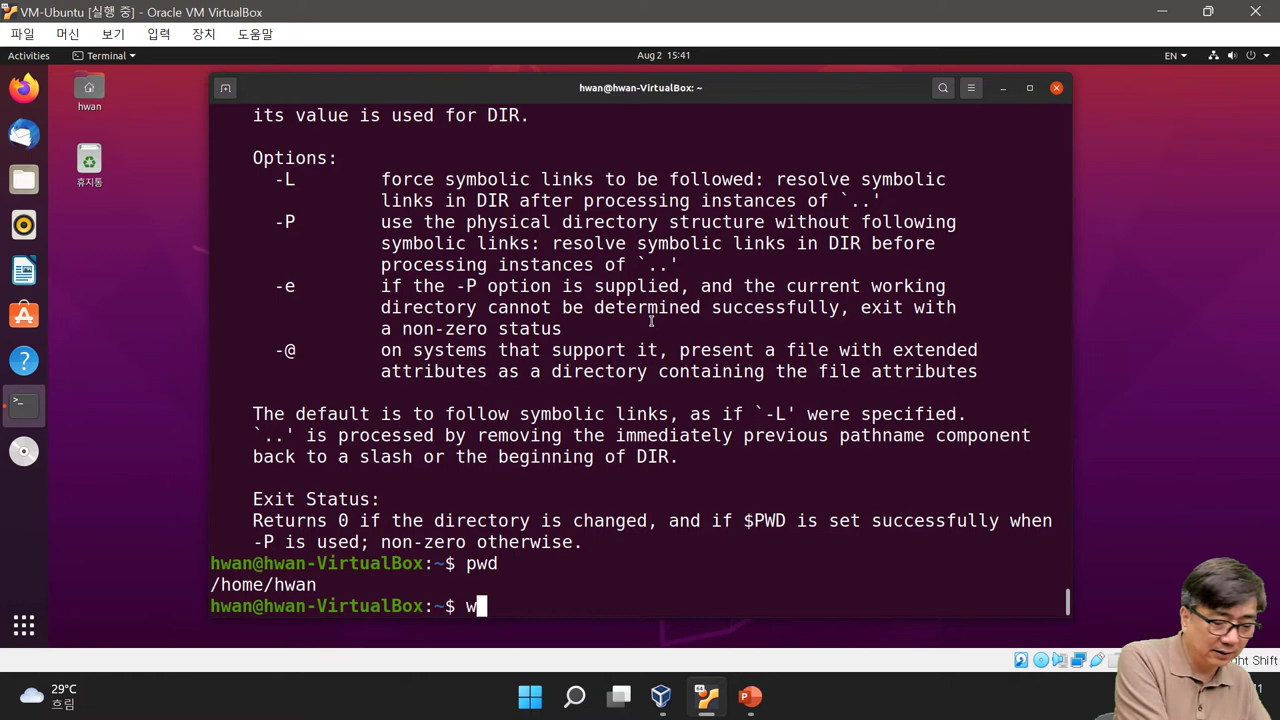 VM-Ubuntu [실행 중] - Oracle VM VirtualBox
파일 머신 보기 입력 장치 도움말
Activities Terminal Aug 2 15:41 EN
hwan
휴지통
hwan@hwan-VirtualBox: ~
its value is used for DIR.
Options:
-L force symbolic links to be followed: resolve symbolic
links in DIR after processing instances of `..'
-P use the physical directory structure without following
symbolic links: resolve symbolic links in DIR before
processing instances of `..'
-e if the -P option is supplied, and the current working
directory cannot be determined successfully, exit with
a non-zero status
-@ on systems that support it, present a file with extended
attributes as a directory containing the file attributes
The default is to follow symbolic links, as if `-L' were specified.
`..' is processed by removing the immediately previous pathname component
back to a slash or the beginning of DIR.
Exit Status:
Returns 0 if the directory is changed, and if $PWD is set successfully when
-P is used; non-zero otherwise.
hwan@hwan-VirtualBox:~$ pwd
/home/hwan
hwan@hwan-VirtualBox:~$ w
Shift
29°C
흐림